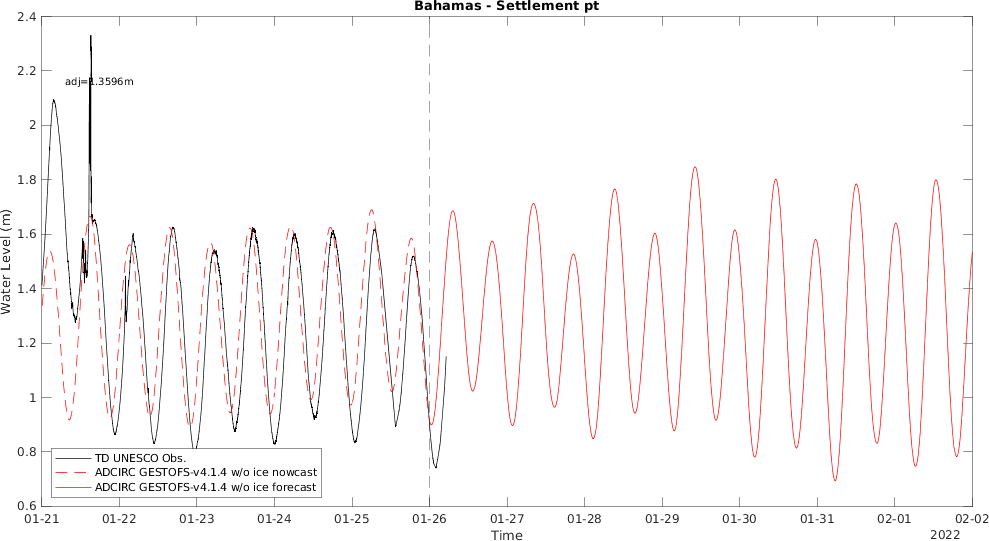 Bahamas - Settlement pt
2.4
2.2
2
1.8
1.6
1.4
1.2
1
0.8
0.6
Water Level (m)
adj=1.3596m
TD UNESCO Obs.
ADCIRC GESTOFS-v4.1.4 w/o ice nowcast
ADCIRC GESTOFS-v4.1.4 w/o ice forecast
01-21 01-22 01-23 01-24 01-25 01-26 01-27 01-28 01-29 01-30 01-31 02-01 02-02
Time
2022